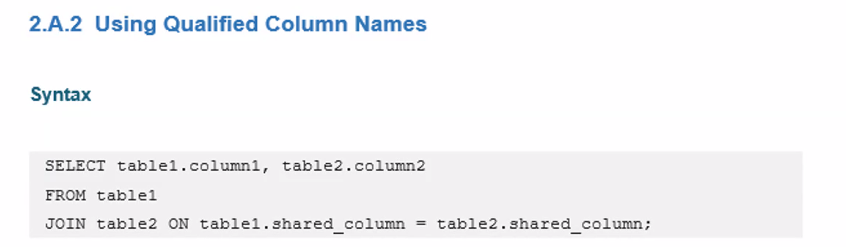 2.A.2 Using Qualified Column Names
Syntax
SELECT table1.column1, table2.column2
FROM table1
JOIN table2 ON table1.shared_column = table2.shared_column;